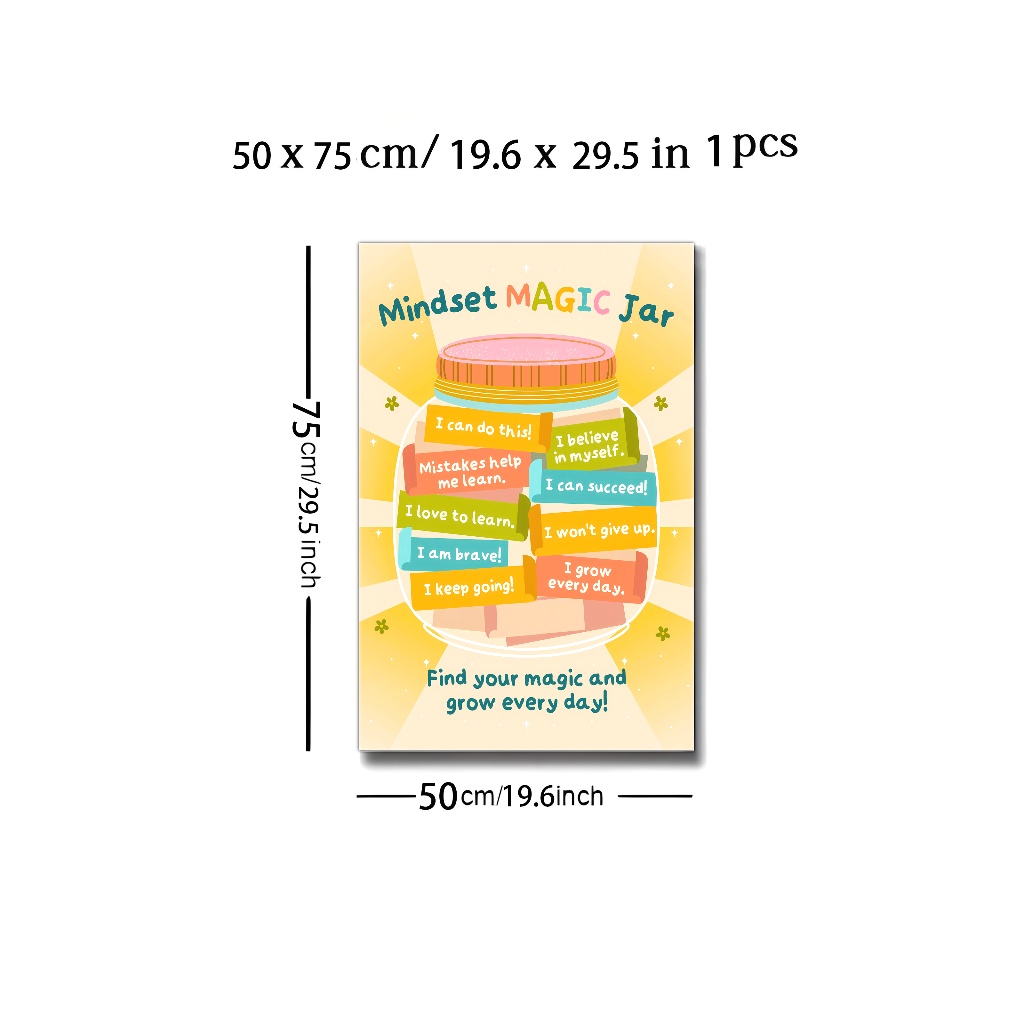 50 x 75 cm/ 19.6 x 29.5 in 1 pcs
Mindset MAGIC Jar
I can do this!
I believe
in myself.
Mistakes help
me learn.
I can succeed!
I love to learn.
I won't give up.
I am brave!
I grow
every day.
I keep going!
Find your magic and
grow every day!
75cm/29.5inch
50cm/19.6inch